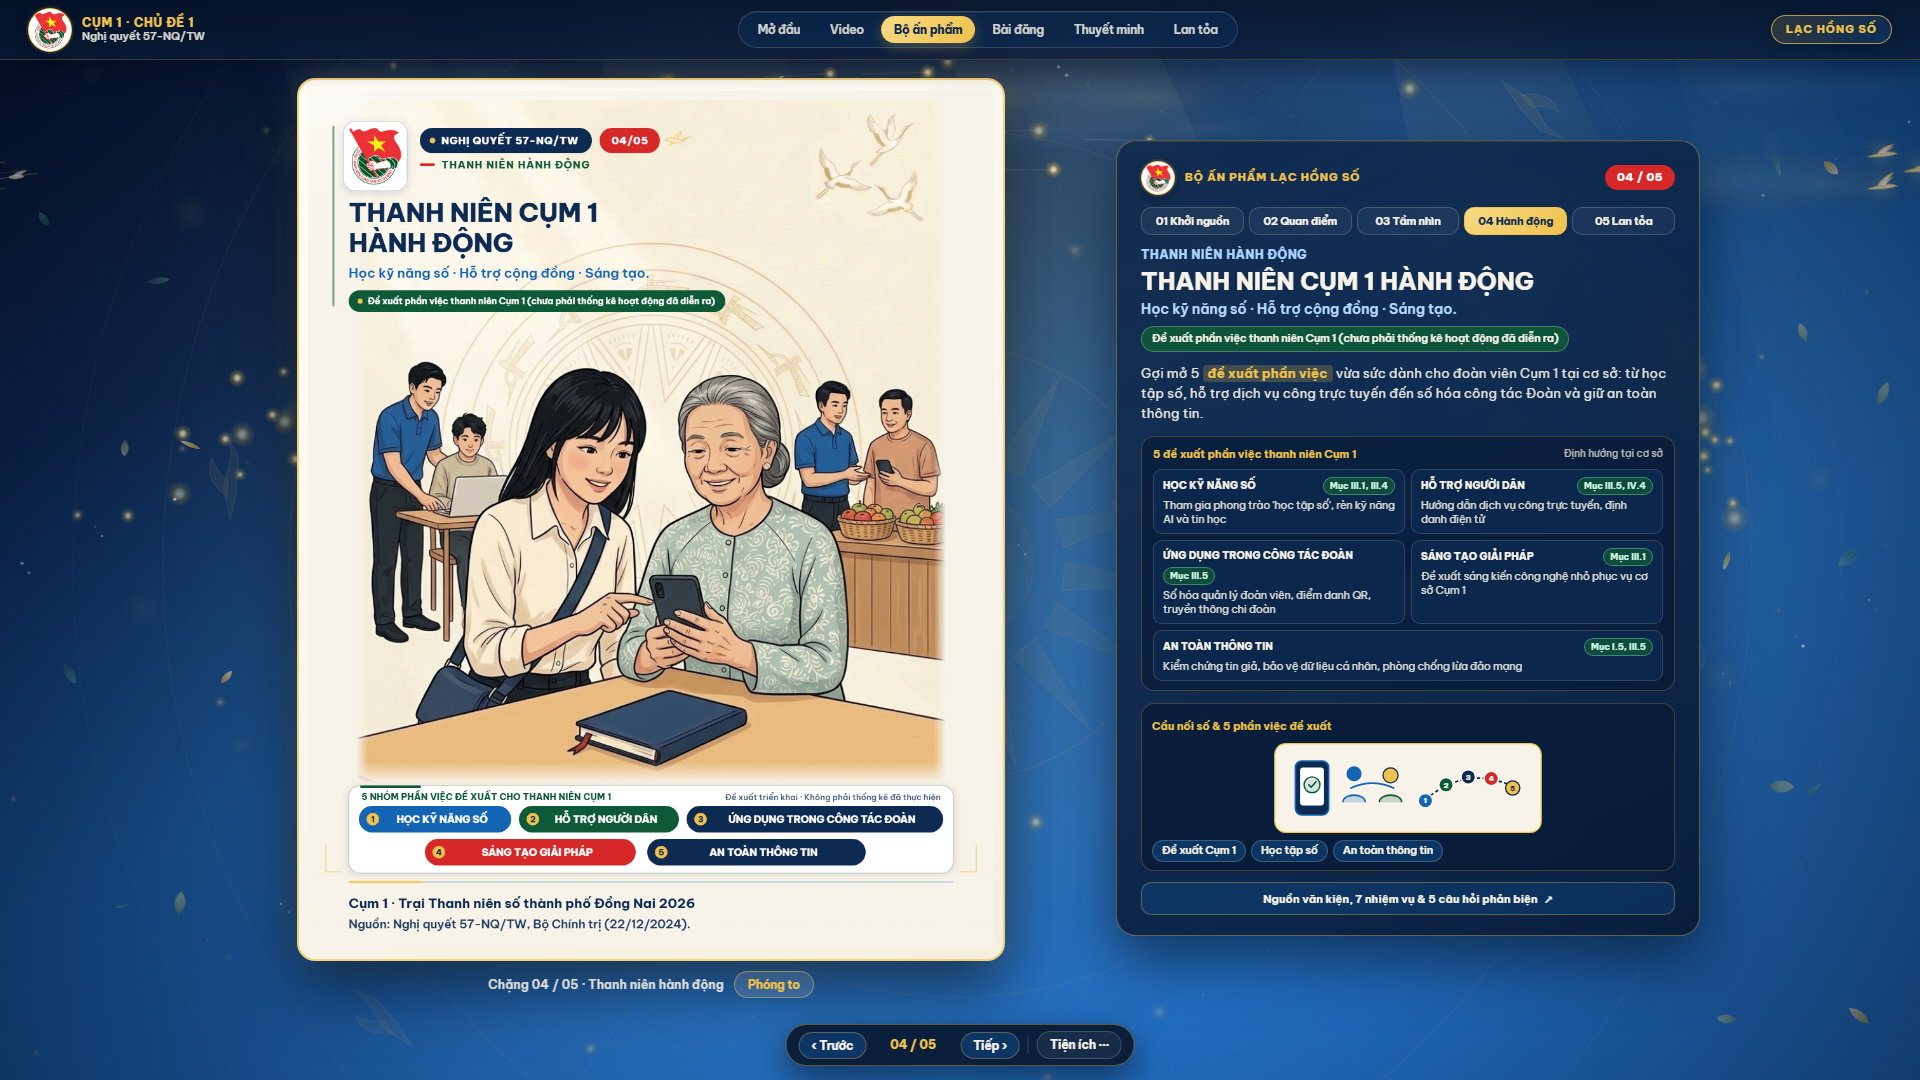 CỤM 1 · CHỦ ĐỀ 1
Nghị quyết 57-NQ/TW
Mở đầu
Video
Bộ ấn phẩm
Bài đăng
Thuyết minh
Lan tỏa
LẠC HỒNG SỐ
NGHỊ QUYẾT 57-NQ/TW
04/05
THANH NIÊN HÀNH ĐỘNG
THANH NIÊN CỤM 1
HÀNH ĐỘNG
Học kỹ năng số · Hỗ trợ cộng đồng · Sáng tạo.
Đề xuất phần việc thanh niên Cụm 1 (chưa phải thống kê hoạt động đã diễn ra)
5 NHÓM PHẦN VIỆC ĐỀ XUẤT CHO THANH NIÊN CỤM 1
Đề xuất triển khai · Không phải thống kê đã thực hiện
1 HỌC KỸ NĂNG SỐ
2 HỖ TRỢ NGƯỜI DÂN
3 ỨNG DỤNG TRONG CÔNG TÁC ĐOÀN
4 SÁNG TẠO GIẢI PHÁP
5 AN TOÀN THÔNG TIN
Cụm 1 · Trại Thanh niên số thành phố Đồng Nai 2026
Nguồn: Nghị quyết 57-NQ/TW, Bộ Chính trị (22/12/2024).
Chặng 04 / 05 · Thanh niên hành động
Phóng to
BỘ ẤN PHẨM LẠC HỒNG SỐ
04 / 05
01 Khởi nguồn
02 Quan điểm
03 Tầm nhìn
04 Hành động
05 Lan tỏa
THANH NIÊN HÀNH ĐỘNG
THANH NIÊN CỤM 1 HÀNH ĐỘNG
Học kỹ năng số · Hỗ trợ cộng đồng · Sáng tạo.
Đề xuất phần việc thanh niên Cụm 1 (chưa phải thống kê hoạt động đã diễn ra)
Gợi mở 5 đề xuất phần việc vừa sức dành cho đoàn viên Cụm 1 tại cơ sở: từ học
tập số, hỗ trợ dịch vụ công trực tuyến đến số hóa công tác Đoàn và giữ an toàn
thông tin.
5 đề xuất phần việc thanh niên Cụm 1
Định hướng tại cơ sở
HỌC KỸ NĂNG SỐ
Mục III.1, III.4
Tham gia phong trào 'học tập số', rèn kỹ năng
AI và tin học
HỖ TRỢ NGƯỜI DÂN
Mục III.5, IV.4
Hướng dẫn dịch vụ công trực tuyến, định
danh điện tử
ỨNG DỤNG TRONG CÔNG TÁC ĐOÀN
Mục III.5
Số hóa quản lý đoàn viên, điểm danh QR,
truyền thông chi đoàn
SÁNG TẠO GIẢI PHÁP
Mục III.1
Đề xuất sáng kiến công nghệ nhỏ phục vụ cơ
sở Cụm 1
AN TOÀN THÔNG TIN
Mục I.5, III.5
Kiểm chứng tin giả, bảo vệ dữ liệu cá nhân, phòng chống lừa đảo mạng
Cầu nối số & 5 phần việc đề xuất
1
2
3
4
5
Đề xuất Cụm 1
Học tập số
An toàn thông tin
Nguồn văn kiện, 7 nhiệm vụ & 5 câu hỏi phản biện ↗
‹ Trước
04 / 05
Tiếp ›
Tiện ích ···